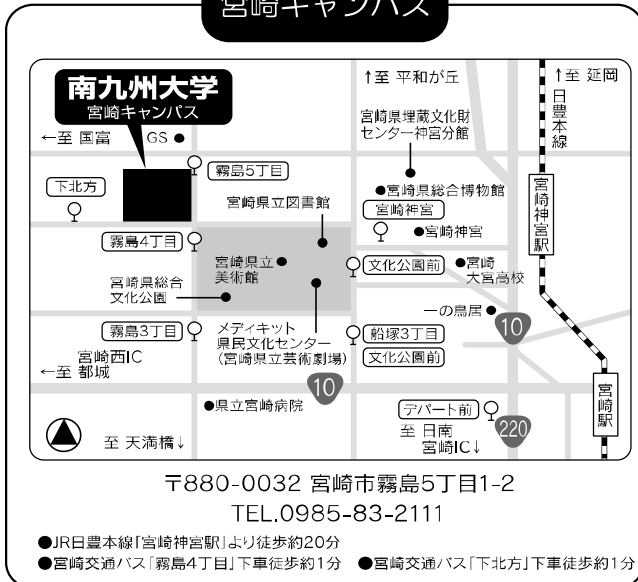 宮崎キャンパス
↑至 平和が丘
↑至 延岡
日豊本線
南九州大学
宮崎キャンパス
←至 国富
GS●
宮崎県埋蔵文化財
センター神宮分館
霧島5丁目
下北方
●宮崎県総合博物館
宮崎県立図書館
宮崎神宮
●宮崎神宮
宮崎神宮駅
霧島4丁目
宮崎県立●
美術館
文化公園前
●宮崎
大宮高校
宮崎県総合
文化公園
一の鳥居●
10
霧島3丁目
メディキット
県民文化センター
(宮崎県立芸術劇場)
船塚3丁目
文化公園前
宮崎西IC
←至 都城
10
宮崎駅
●県立宮崎病院
デパート前
220
至 天満橋↓
至 日南
宮崎IC↓
〒880-0032 宮崎市霧島5丁目1-2
TEL.0985-83-2111
●JR日豊本線「宮崎神宮駅」より徒歩約20分
●宮崎交通バス「霧島4丁目」下車徒歩約1分 ●宮崎交通バス「下北方」下車徒歩約1分